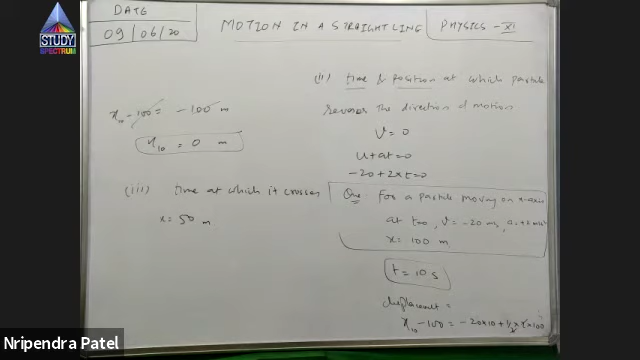 STUDY
SPECTRUM
DATE
09/06/20
MOTION IN A STRAIGHT LINE
PHYSICS - XI
x₁₀ - 100 = -100 m
x₁₀ = 0 m
(iii) time at which it crosses
x = 50 m
(ii) time & position at which particle
reverses the direction of motion
V = 0
u+at=0
-20+2×t=0
Que For a particle moving on x-axis
at t=0, V = -20 m/s,
x = 100 m
t = 10 s
displacement =
x₁₀ - 100 = -20×10 + 1/2 × 2 × 100
Nripendra Patel